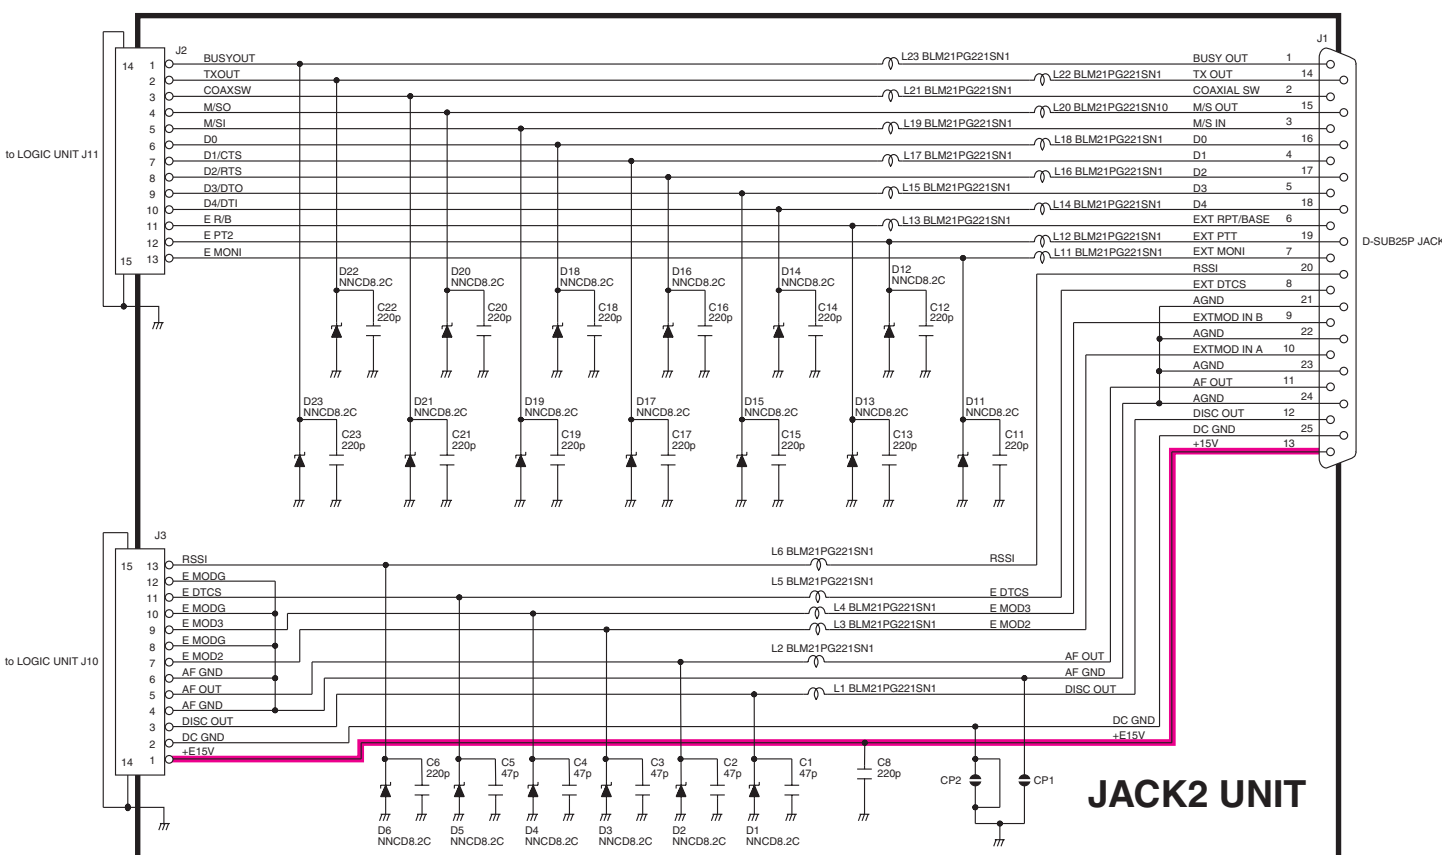 J2
J1
14
1 BUSYOUT L23 BLM21PG221SN1 BUSY OUT 1
2 TXOUT L22 BLM21PG221SN1 TX OUT 14
3 COAXSW L21 BLM21PG221SN1 COAXIAL SW 2
4 M/SO L20 BLM21PG221SN10 M/S OUT 15
5 M/SI L19 BLM21PG221SN1 M/S IN 3
6 D0 L18 BLM21PG221SN1 D0 16
to LOGIC UNIT J11
7 D1/CTS L17 BLM21PG221SN1 D1 4
8 D2/RTS L16 BLM21PG221SN1 D2 17
9 D3/DTO L15 BLM21PG221SN1 D3 5
10 D4/DTI L14 BLM21PG221SN1 D4 18
11 E R/B L13 BLM21PG221SN1 EXT RPT/BASE 6
12 E PT2 L12 BLM21PG221SN1 EXT PTT 19
D-SUB25P JACK
13 E MONI L11 BLM21PG221SN1 EXT MONI 7
15
RSSI 20
EXT DTCS 8
AGND 21
EXTMOD IN B 9
AGND 22
EXTMOD IN A 10
AGND 23
AF OUT 11
AGND 24
DISC OUT 12
DC GND 25
+15V 13
D22 D20 D18 D16 D14 D12
NNCD8.2C NNCD8.2C NNCD8.2C NNCD8.2C NNCD8.2C NNCD8.2C
C22 C20 C18 C16 C14 C12
220p 220p 220p 220p 220p 220p
D23 D21 D19 D17 D15 D13 D11
NNCD8.2C NNCD8.2C NNCD8.2C NNCD8.2C NNCD8.2C NNCD8.2C NNCD8.2C
C23 C21 C19 C17 C15 C13 C11
220p 220p 220p 220p 220p 220p 220p
J3
15 13 RSSI L6 BLM21PG221SN1 RSSI
12 E MODG
11 E DTCS L5 BLM21PG221SN1 E DTCS
10 E MODG L4 BLM21PG221SN1 E MOD3
9 E MOD3 L3 BLM21PG221SN1 E MOD2
8 E MODG
to LOGIC UNIT J10
7 E MOD2 L2 BLM21PG221SN1 AF OUT
6 AF GND AF GND
5 AF OUT L1 BLM21PG221SN1 DISC OUT
4 AF GND
3 DISC OUT DC GND
2 DC GND +E15V
14 1 +E15V
C6 C5 C4 C3 C2 C1 C8
220p 47p 47p 47p 47p 47p 220p
CP2 CP1
D6 D5 D4 D3 D2 D1
NNCD8.2C NNCD8.2C NNCD8.2C NNCD8.2C NNCD8.2C NNCD8.2C
JACK2 UNIT